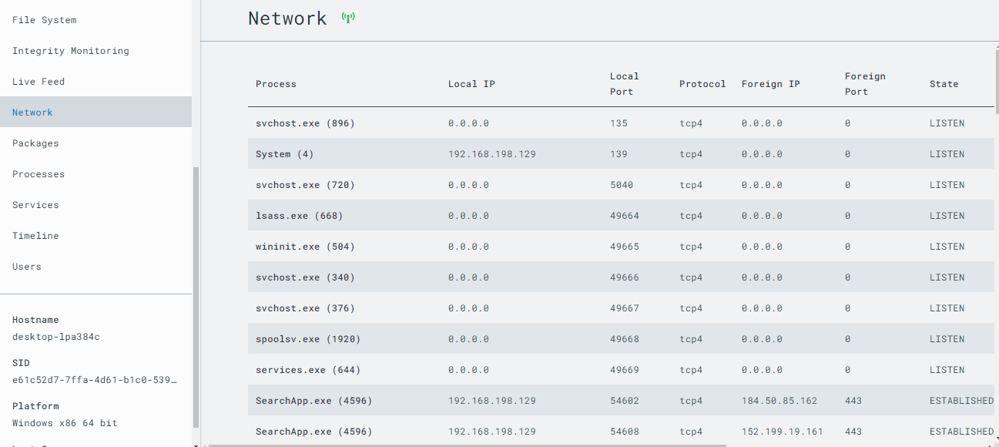 File System
Integrity Monitoring
Live Feed
Network
Packages
Processes
Services
Timeline
Users
Hostname
desktop-lpa384c
SID
e61c52d7-7ffa-4d61-b1c0-539…
Platform
Windows x86 64 bit
Network
Process Local IP Local Port Protocol Foreign IP Foreign Port State
svchost.exe (896) 0.0.0.0 135 tcp4 0.0.0.0 0 LISTEN
System (4) 192.168.198.129 139 tcp4 0.0.0.0 0 LISTEN
svchost.exe (720) 0.0.0.0 5040 tcp4 0.0.0.0 0 LISTEN
lsass.exe (668) 0.0.0.0 49664 tcp4 0.0.0.0 0 LISTEN
wininit.exe (504) 0.0.0.0 49665 tcp4 0.0.0.0 0 LISTEN
svchost.exe (340) 0.0.0.0 49666 tcp4 0.0.0.0 0 LISTEN
svchost.exe (376) 0.0.0.0 49667 tcp4 0.0.0.0 0 LISTEN
spoolsv.exe (1920) 0.0.0.0 49668 tcp4 0.0.0.0 0 LISTEN
services.exe (644) 0.0.0.0 49669 tcp4 0.0.0.0 0 LISTEN
SearchApp.exe (4596) 192.168.198.129 54602 tcp4 184.50.85.162 443 ESTABLISHED
SearchApp.exe (4596) 192.168.198.129 54608 tcp4 152.199.19.161 443 ESTABLISHED